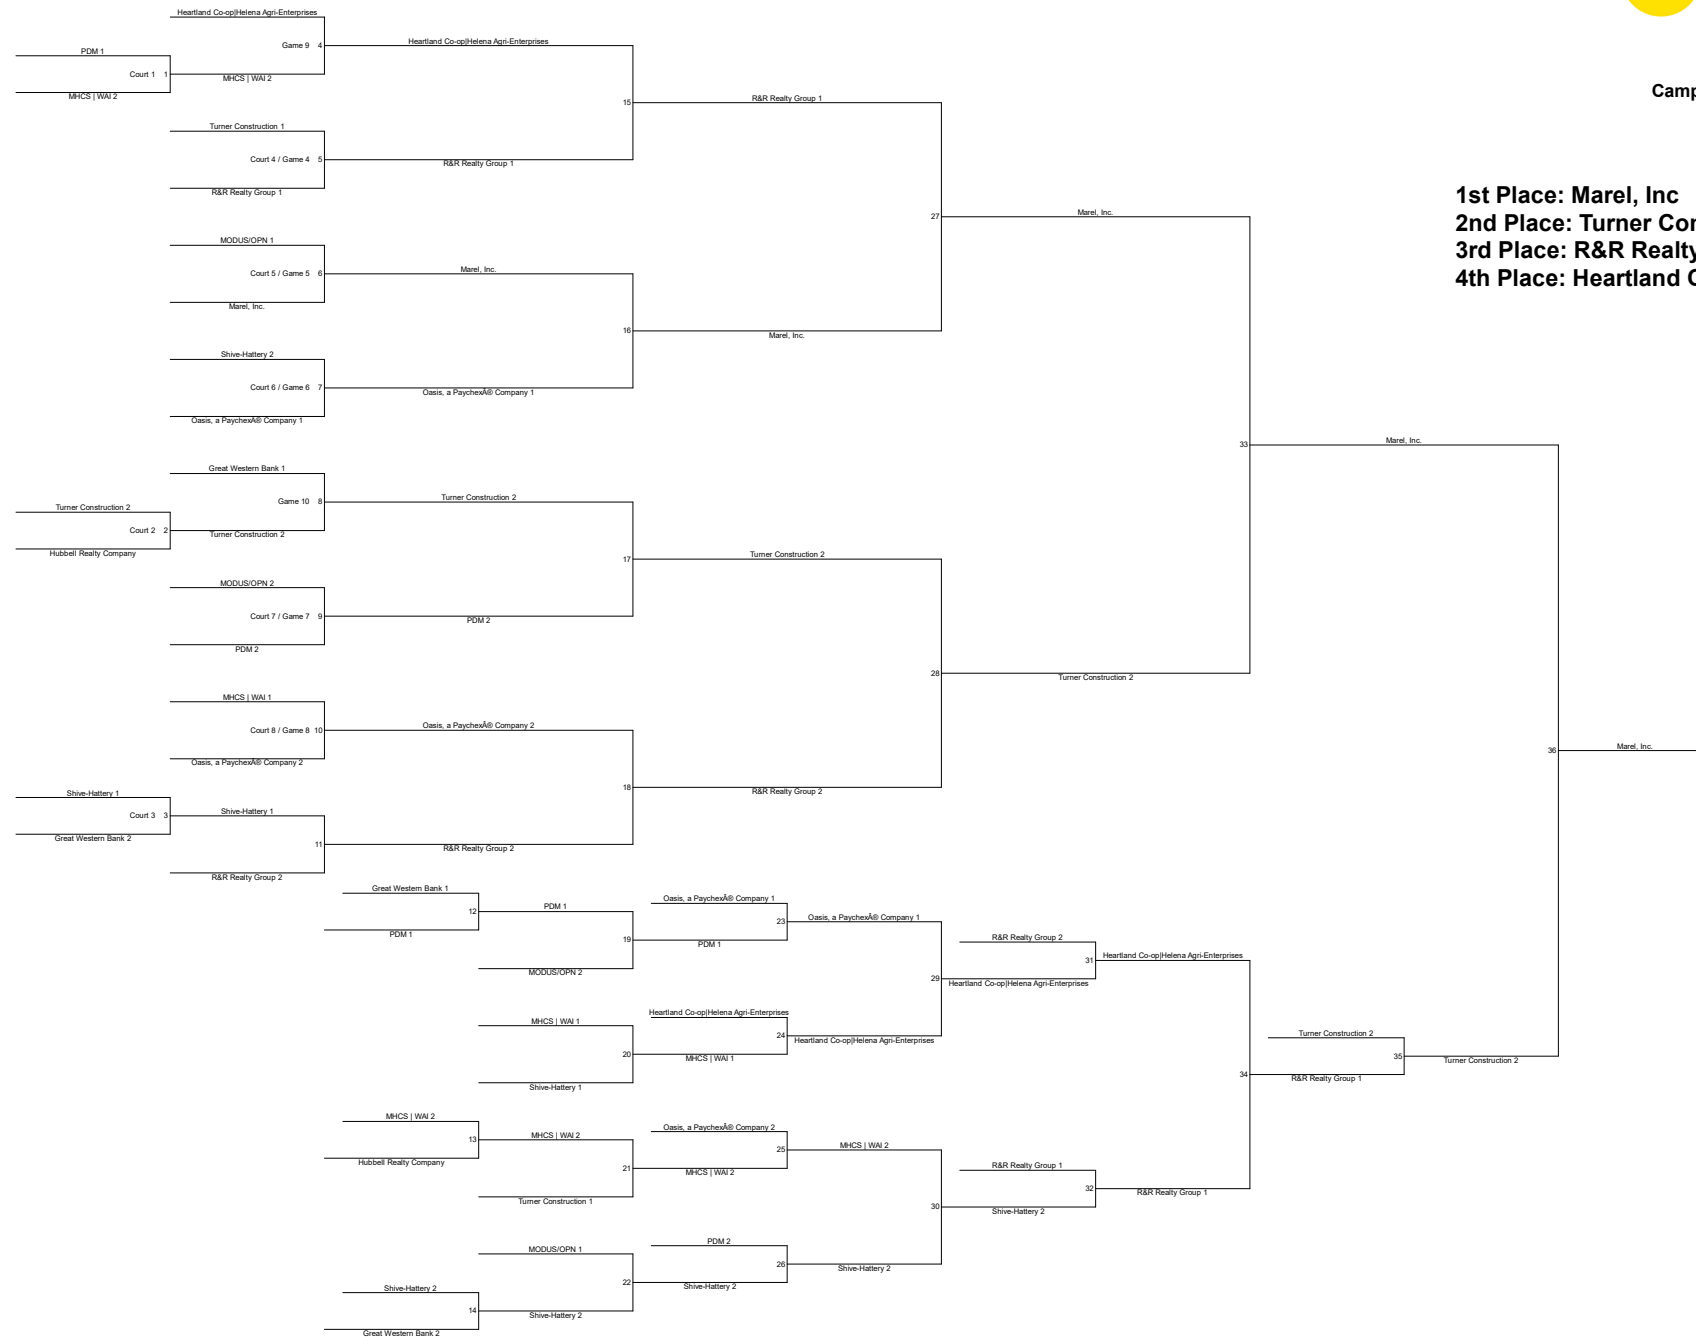 Heartland Co-op|Helena Agri-Enterprises
Game 9 4
Heartland Co-op|Helena Agri-Enterprises
PDM 1
Court 1 1
MHCS | WAI 2
MHCS | WAI 2
Camp
15
R&R Realty Group 1
Turner Construction 1
Court 4 / Game 4 5
R&R Realty Group 1
R&R Realty Group 1
1st Place: Marel, Inc
2nd Place: Turner Con
3rd Place: R&R Realty
4th Place: Heartland C
27
Marel, Inc.
MODUS/OPN 1
Court 5 / Game 5 6
Marel, Inc.
Marel, Inc.
16
Marel, Inc.
Shive-Hattery 2
Court 6 / Game 6 7
Oasis, a PaychexÂ® Company 1
Oasis, a PaychexÂ® Company 1
33
Marel, Inc.
Great Western Bank 1
Game 10 8
Turner Construction 2
Turner Construction 2
Court 2 2
Turner Construction 2
Hubbell Realty Company
17
Turner Construction 2
MODUS/OPN 2
Court 7 / Game 7 9
PDM 2
PDM 2
28
Turner Construction 2
MHCS | WAI 1
Court 8 / Game 8 10
Oasis, a PaychexÂ® Company 2
Oasis, a PaychexÂ® Company 2
36
Marel, Inc.
18
R&R Realty Group 2
Shive-Hattery 1
Court 3 3
Shive-Hattery 1
Great Western Bank 2
11
R&R Realty Group 2
R&R Realty Group 2
Great Western Bank 1
12
PDM 1
PDM 1
Oasis, a PaychexÂ® Company 1
23
Oasis, a PaychexÂ® Company 1
19
PDM 1
MODUS/OPN 2
R&R Realty Group 2
31
Heartland Co-op|Helena Agri-Enterprises
29
Heartland Co-op|Helena Agri-Enterprises
MHCS | WAI 1
Heartland Co-op|Helena Agri-Enterprises
24
Heartland Co-op|Helena Agri-Enterprises
20
MHCS | WAI 1
Shive-Hattery 1
Turner Construction 2
35
Turner Construction 2
34
R&R Realty Group 1
MHCS | WAI 2
13
MHCS | WAI 2
Hubbell Realty Company
Oasis, a PaychexÂ® Company 2
25
MHCS | WAI 2
21
MHCS | WAI 2
Turner Construction 1
R&R Realty Group 1
32
R&R Realty Group 1
30
Shive-Hattery 2
MODUS/OPN 1
PDM 2
26
Shive-Hattery 2
22
Shive-Hattery 2
Shive-Hattery 2
14
Shive-Hattery 2
Great Western Bank 2